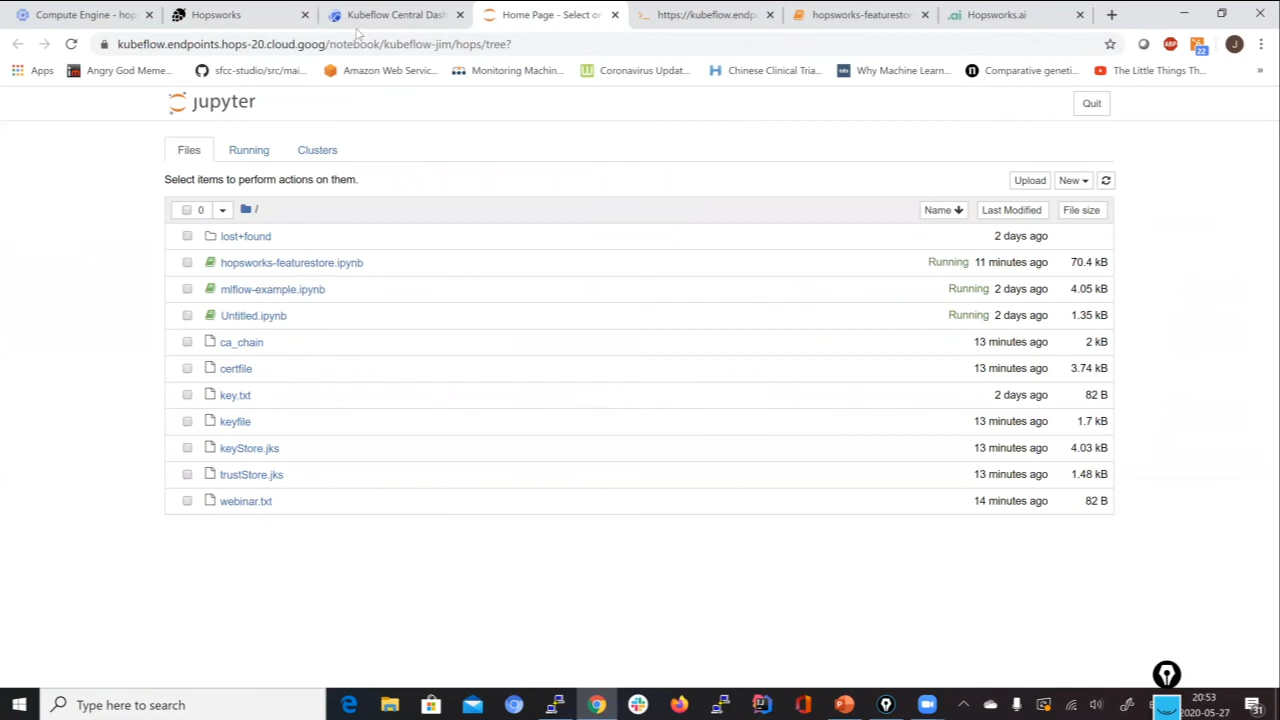 Compute Engine - hop
Hopsworks
Kubeflow Central Dash
Home Page - Select or
https://kubeflow.endp
hopsworks-featurestor
Hopsworks.ai
kubeflow.endpoints.hops-20.cloud.goog/notebook/kubeflow-jim/hops/tree?
ABP
22
J
Apps
Angry God Meme...
sfcc-studio/src/mai...
Amazon Web Servic...
Monitoring Machin...
Coronavirus Updat...
Chinese Clinical Tria...
Why Machine Learn...
Comparative geneti...
The Little Things Th...
»
jupyter
Quit
Files
Running
Clusters
Select items to perform actions on them.
Upload
New
0
/
Name
Last Modified
File size
lost+found
2 days ago
hopsworks-featurestore.ipynb
Running 11 minutes ago 70.4 kB
mlflow-example.ipynb
Running 2 days ago 4.05 kB
Untitled.ipynb
Running 2 days ago 1.35 kB
ca_chain
13 minutes ago 2 kB
certfile
13 minutes ago 3.74 kB
key.txt
2 days ago 82 B
keyfile
13 minutes ago 1.7 kB
keyStore.jks
13 minutes ago 4.03 kB
trustStore.jks
13 minutes ago 1.48 kB
webinar.txt
14 minutes ago 82 B
Type here to search
20:53
2020-05-27
31